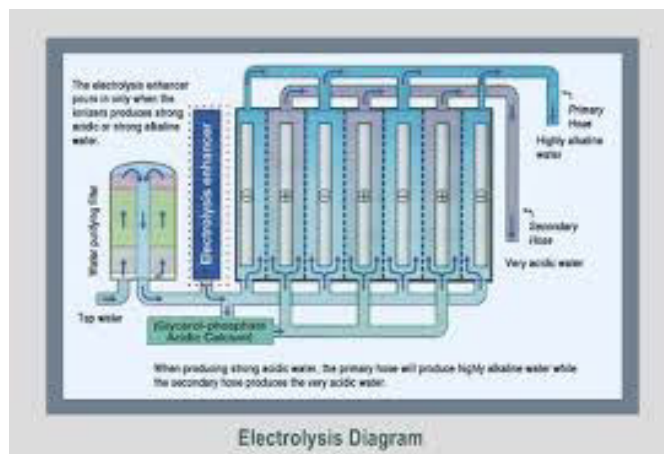 The electrolysis enhancer
pours in only when the
ionizers produces strong
acidic or strong alkaline
water.
Water purifying filter
Electrolysis enhancer
Primary
Hose
Highly alkaline
water
Secondary
Hose
Very acidic water
Tap water
(Glycerol-phosphate
Acidic Calcium)
When producing strong acidic water, the primary hose will produce highly alkaline water while
the secondary hose produces the very acidic water.
Electrolysis Diagram